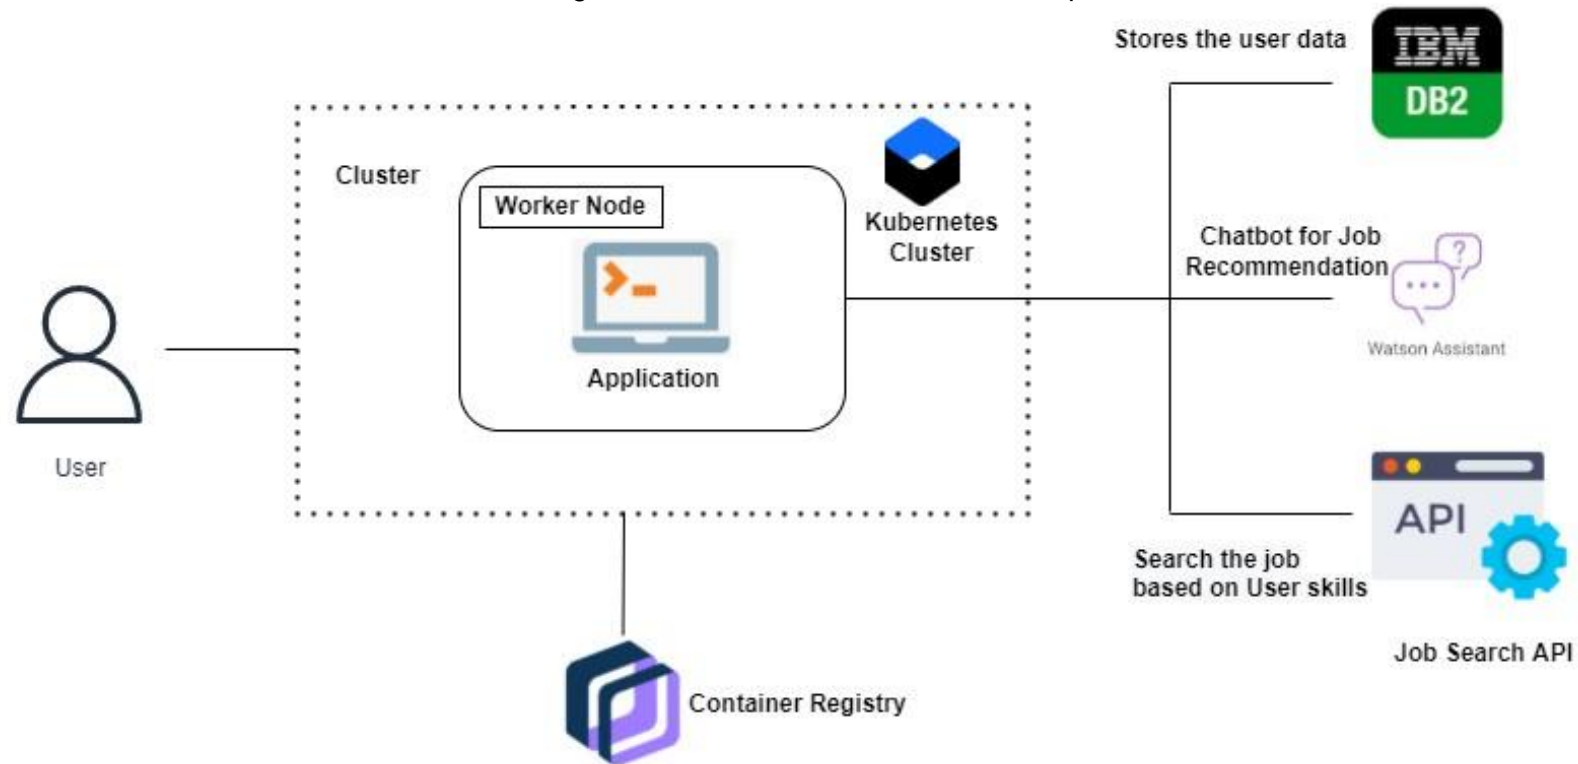 Stores the user data
IBM
DB2
Cluster
Worker Node
Kubernetes
Cluster
Application
Chatbot for Job
Recommendation
?
Watson Assistant
User
API
Search the job
based on User skills
Job Search API
Container Registry